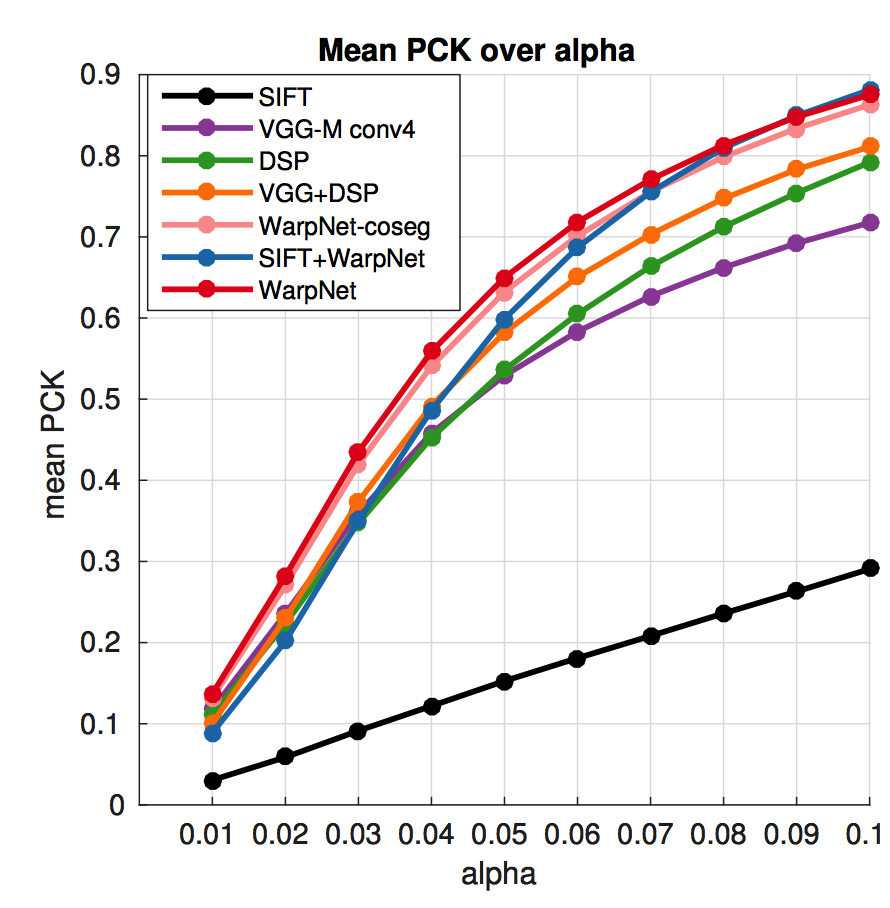 Mean PCK over alpha
0.9
0.8
0.7
0.6
0.5
0.4
0.3
0.2
0.1
0
SIFT
VGG-M conv4
DSP
VGG+DSP
WarpNet-coseg
SIFT+WarpNet
WarpNet
mean PCK
0.01 0.02 0.03 0.04 0.05 0.06 0.07 0.08 0.09 0.1
alpha